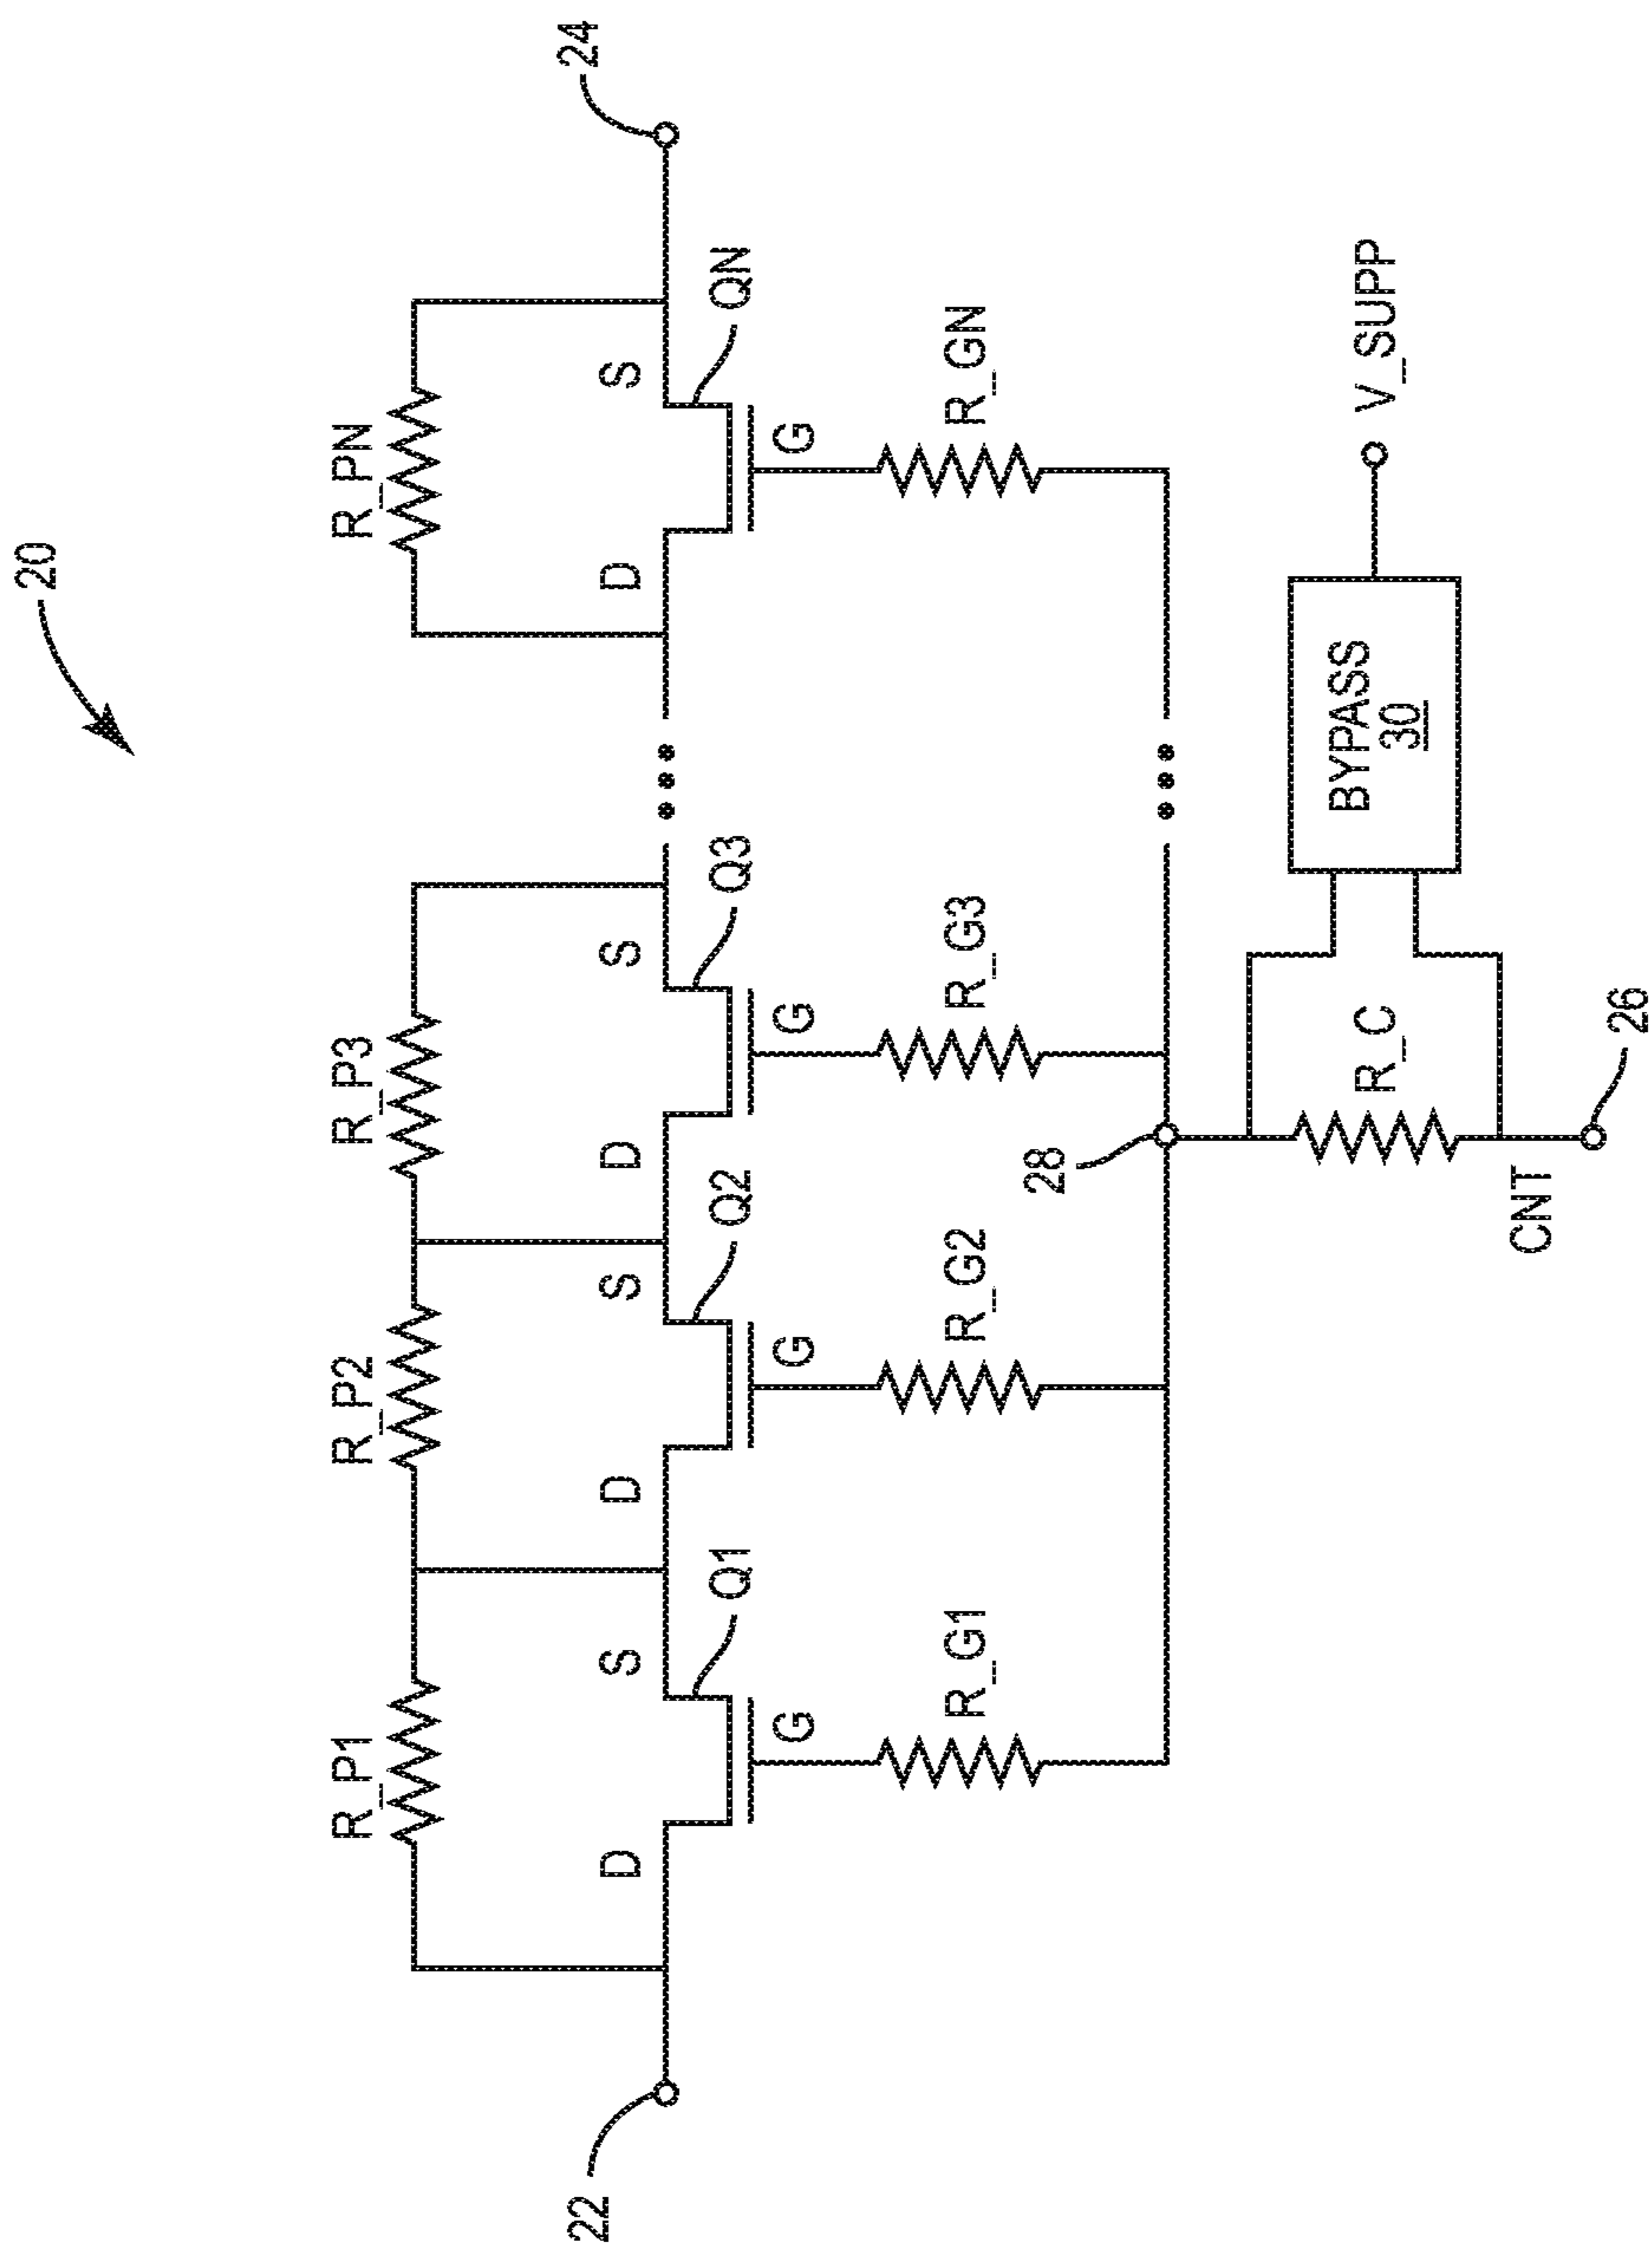 20
R_P1
R_P2
R_P3
R_PN
22
D
S
D
S
D
S
D
S
24
Q1
Q2
Q3
QN
G
G
G
G
R_G1
R_G2
R_G3
R_GN
28
R_C
BYPASS
30
V_SUPP
CNT
26